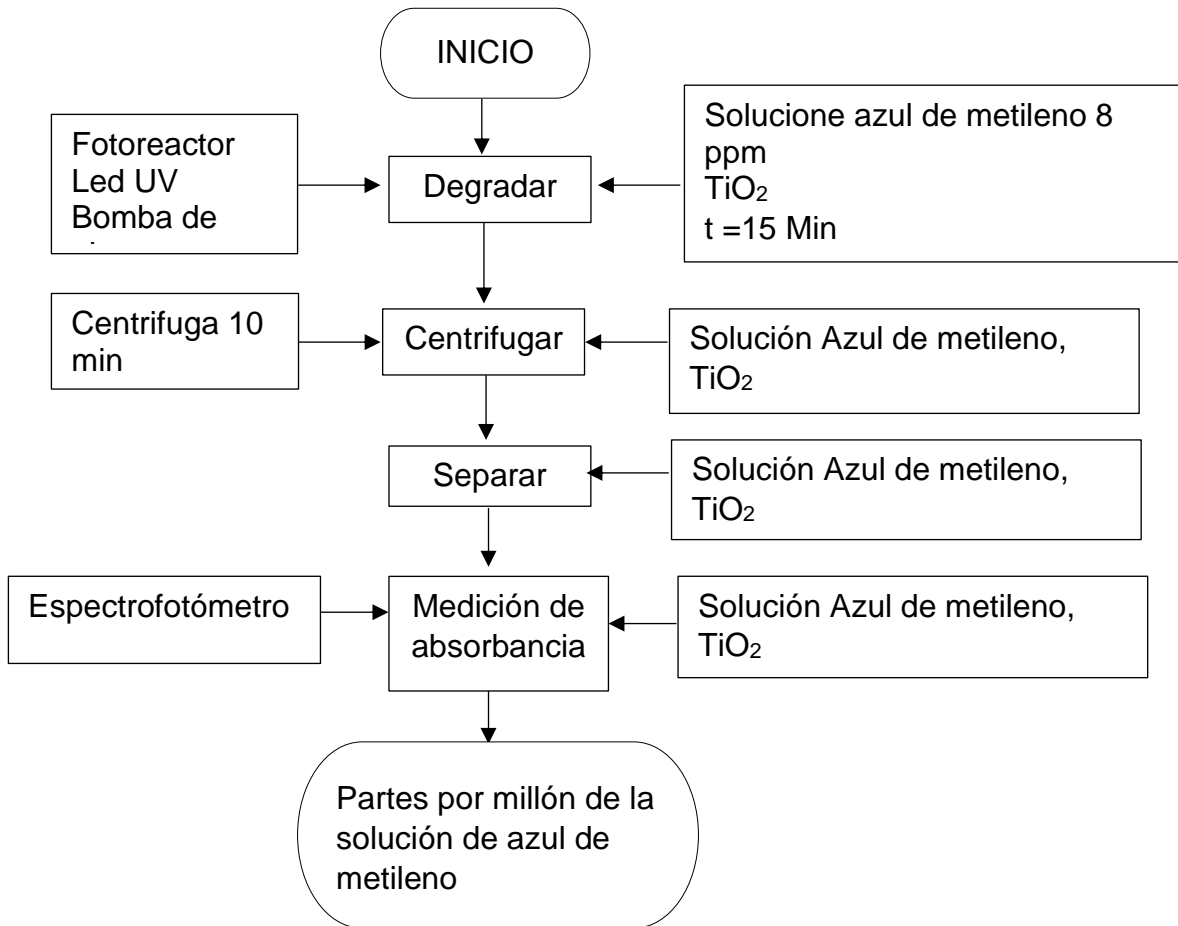 INICIO
Fotoreactor
Led UV
Bomba de
Degradar
Solucione azul de metileno 8
ppm
TiO₂
t =15 Min
Centrifuga 10
min
Centrifugar
Solución Azul de metileno,
TiO₂
Separar
Solución Azul de metileno,
TiO₂
Espectrofotómetro
Medición de
absorbancia
Solución Azul de metileno,
TiO₂
Partes por millón de la
solución de azul de
metileno